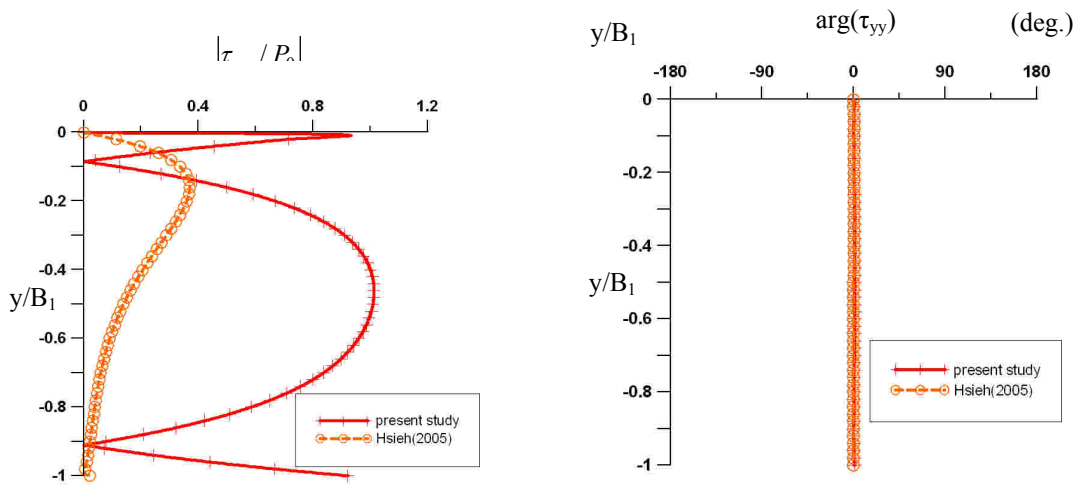 |τ / P₀|
0 0.4 0.8 1.2
0
-0.2
-0.4
y/B₁
-0.6
-0.8
-1
present study
Hsieh(2005)
y/B₁ arg(τyy) (deg.)
-180 -90 0 90 180
0
-0.2
-0.4
y/B₁
-0.6
-0.8
-1
present study
Hsieh(2005)